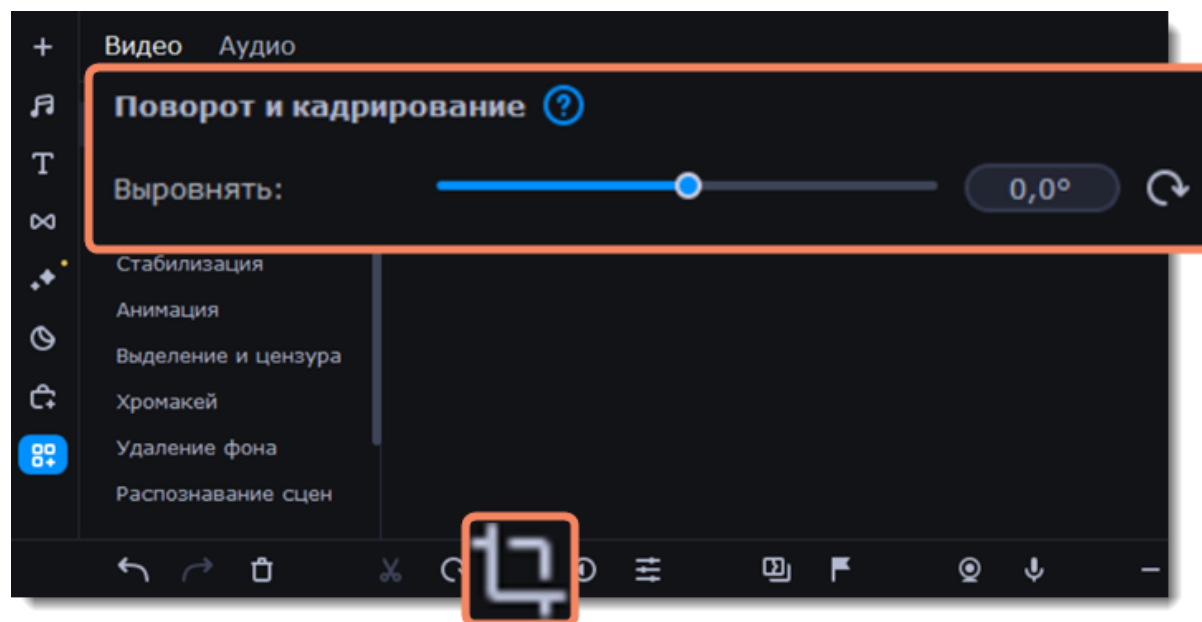 Видео Аудио
Поворот и кадрирование ?
Выровнять: 0,0°
Стабилизация
Анимация
Выделение и цензура
Хромакей
Удаление фона
Распознавание сцен